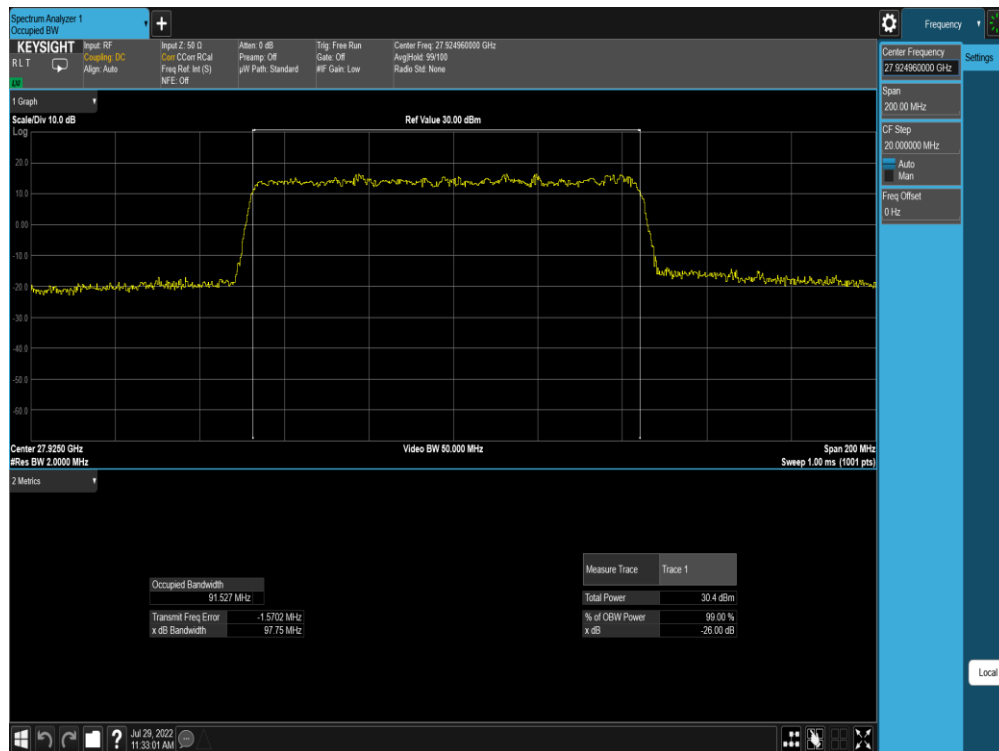 Spectrum Analyzer 1
Occupied BW
+
Frequency
KEYSIGHT
R L T
LXI
Input: RF
Coupling: DC
Align: Auto
Input Z: 50 Ω
Corr CCorr RCal
Freq Ref: Int (S)
NFE: Off
Atten: 0 dB
Preamp: Off
µW Path: Standard
Trig: Free Run
Gate: Off
#IF Gain: Low
Center Freq: 27.924960000 GHz
Avg|Hold: 99/100
Radio Std: None
Center Frequency
27.924960000 GHz
Settings
Span
200.00 MHz
CF Step
20.000000 MHz
Auto
Man
Freq Offset
0 Hz
1 Graph
Scale/Div 10.0 dB
Ref Value 30.00 dBm
Log
20.0
10.0
0.00
-10.0
-20.0
-30.0
-40.0
-50.0
-60.0
Center 27.9250 GHz
Video BW 50.000 MHz
Span 200 MHz
#Res BW 2.0000 MHz
Sweep 1.00 ms (1001 pts)
2 Metrics
Occupied Bandwidth
91.527 MHz
Transmit Freq Error -1.5702 MHz
x dB Bandwidth 97.75 MHz
Measure Trace Trace 1
Total Power 30.4 dBm
% of OBW Power 99.00 %
x dB -26.00 dB
Local
?
Jul 29, 2022
11:33:01 AM